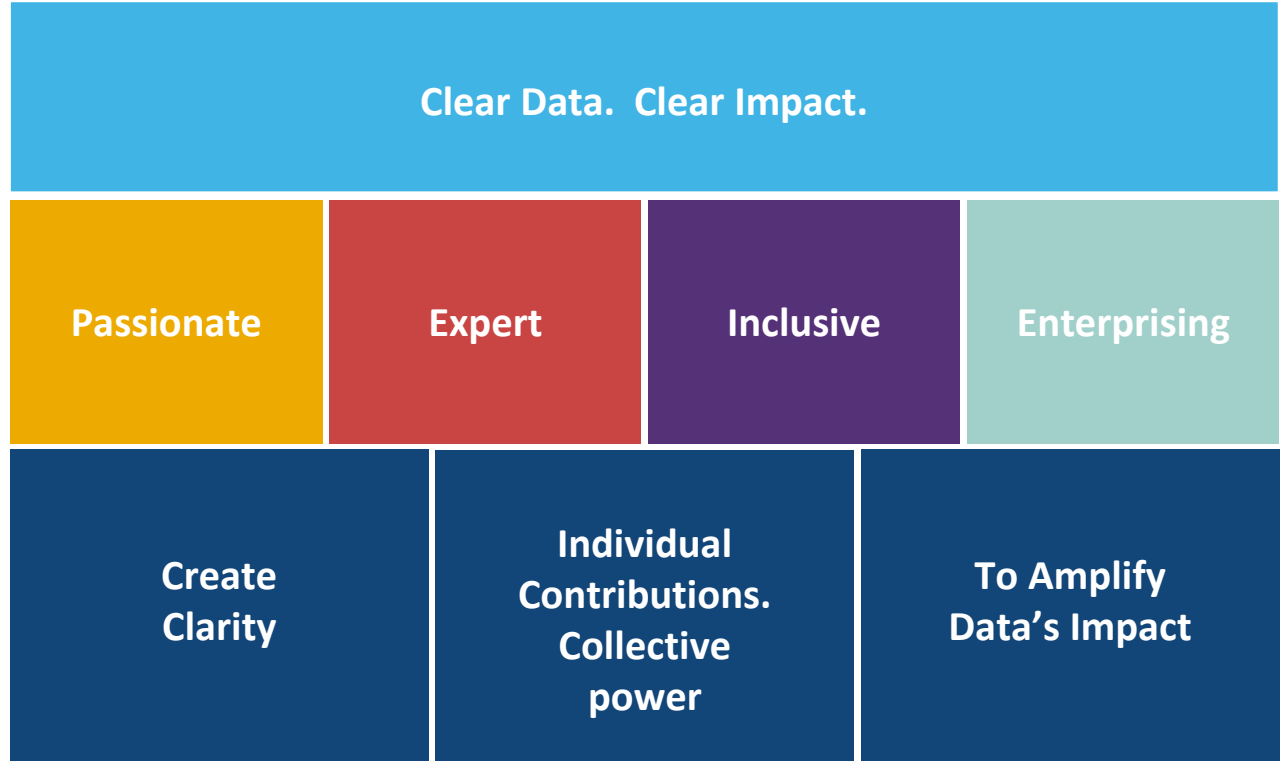 Clear Data.  Clear Impact.
Passionate
Expert
Inclusive
Enterprising
Create
Clarity
Individual
Contributions.
Collective
power
To Amplify
Data’s Impact